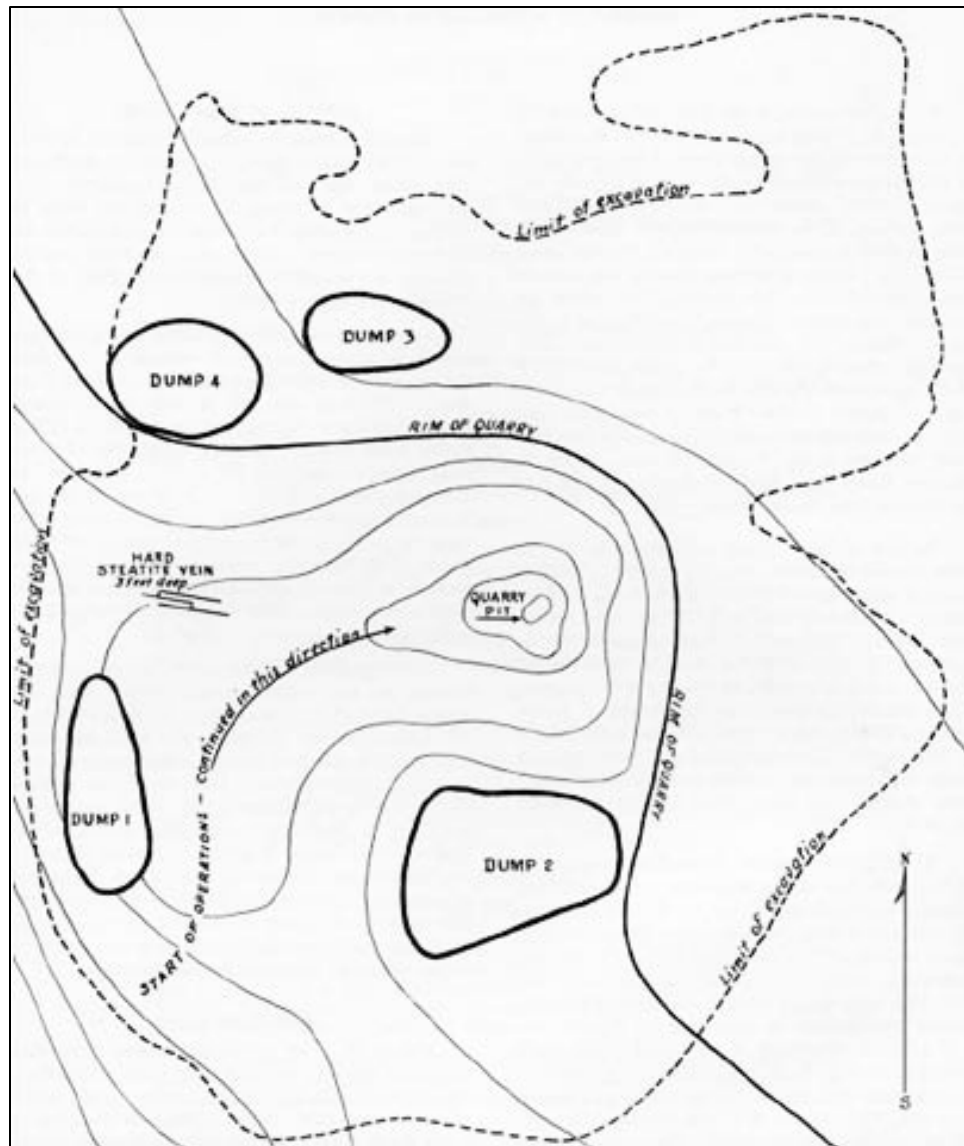 Limit of excavation
DUMP 3
DUMP 4
RIM OF QUARRY
HARD
STEATITE VEIN
3 feet deep
Limit of excavation
QUARRY
PIT
START OF OPERATIONS — Continued in this direction
RIM OF QUARRY
DUMP 1
DUMP 2
Limit of excavation
N
S